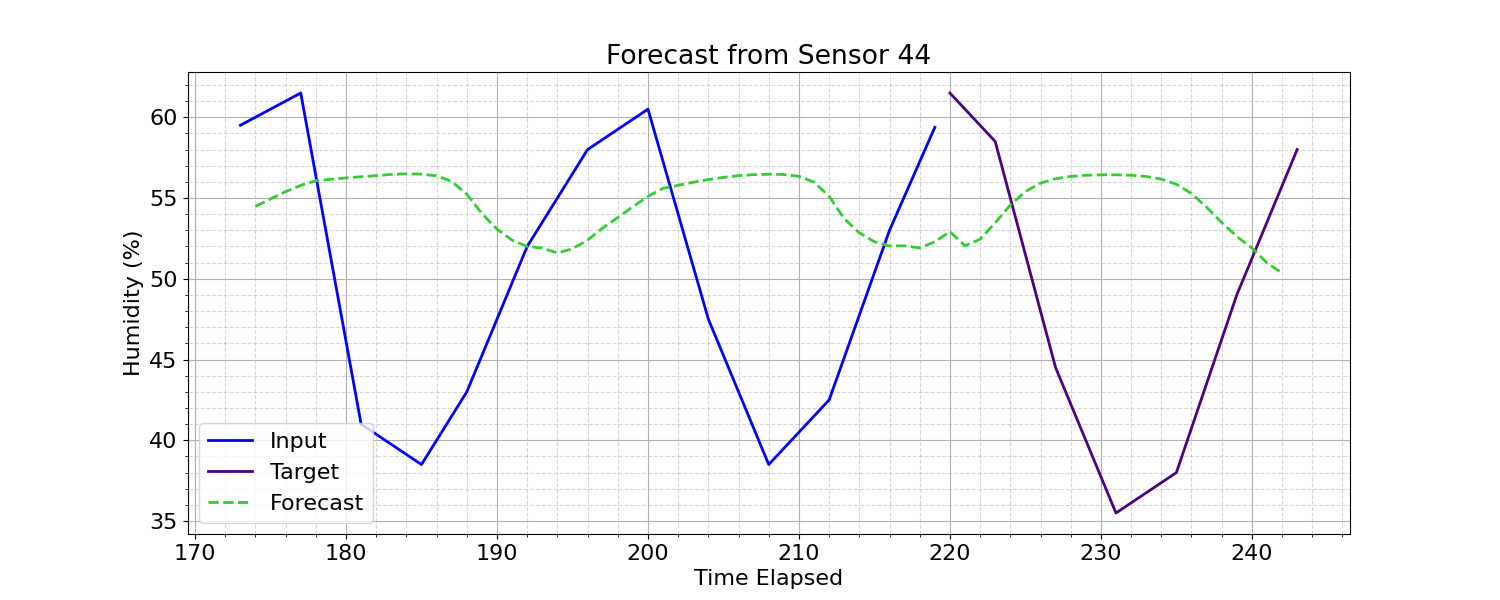 Forecast from Sensor 44
Humidity (%)
60
55
50
45
40
35
Input
Target
Forecast
170 180 190 200 210 220 230 240
Time Elapsed